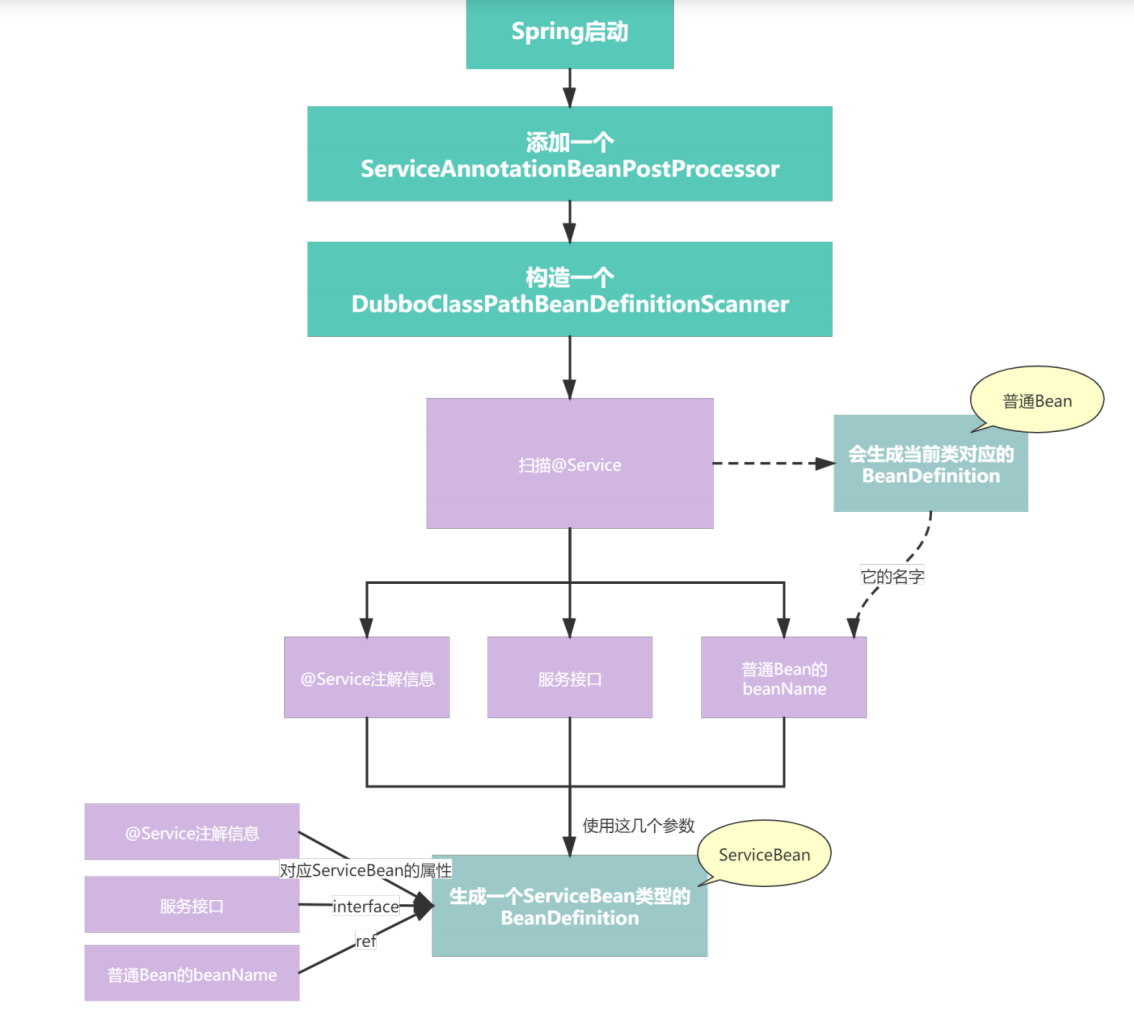 Spring启动
添加一个
ServiceAnnotationBeanPostProcessor
构造一个
DubboClassPathBeanDefinitionScanner
普通Bean
扫描@Service
会生成当前类对应的
BeanDefinition
它的名字
@Service注解信息
服务接口
普通Bean的
beanName
使用这几个参数
@Service注解信息
对应ServiceBean的属性
ServiceBean
服务接口
interface
生成一个ServiceBean类型的
BeanDefinition
ref
普通Bean的beanName